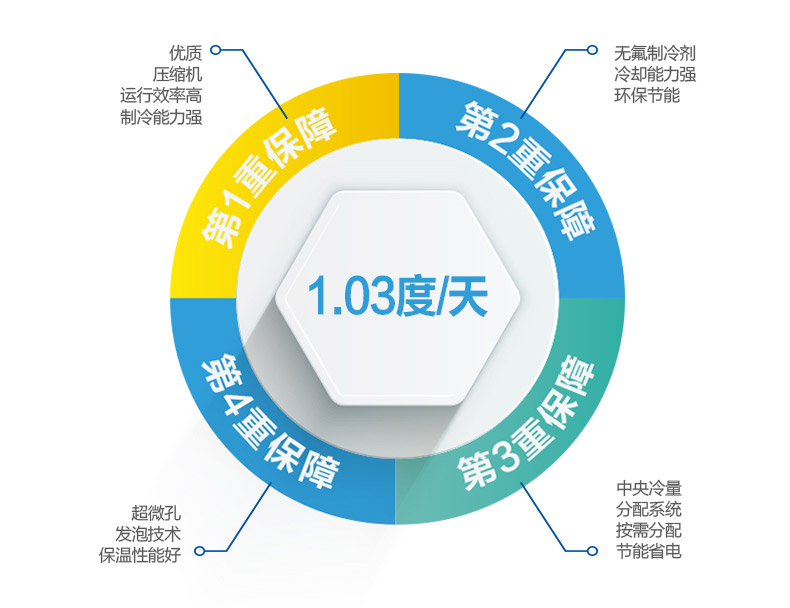 优质
压缩机
运行效率高
制冷能力强
无氟制冷剂
冷却能力强
环保节能
第1重保障
第2重保障
1.03度/天
第4重保障
第3重保障
超微孔
发泡技术
保温性能好
中央冷量
分配系统
按需分配
节能省电